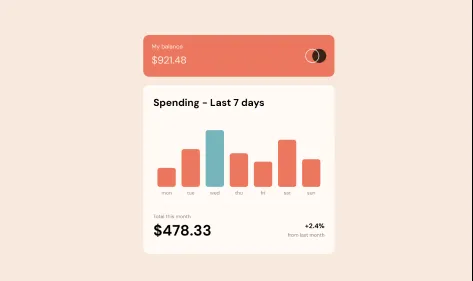 My balance
$921.48
Spending - Last 7 days
mon tue wed thu fri sat sun
Total this month
$478.33
+2.4%
from last month